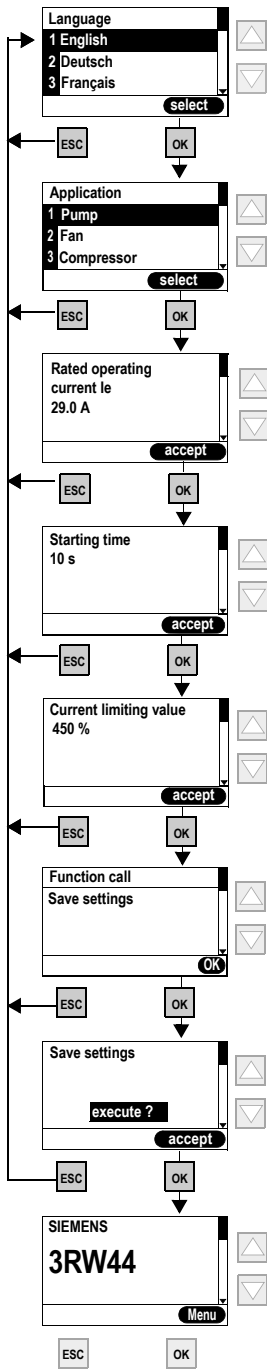 Language
1 English
2 Deutsch
3 Français
select
ESC OK
Application
1 Pump
2 Fan
3 Compressor
select
ESC OK
Rated operating
current Ie
29.0 A
accept
ESC OK
Starting time
10 s
accept
ESC OK
Current limiting value
450 %
accept
ESC OK
Function call
Save settings
OK
ESC OK
Save settings
execute ?
accept
ESC OK
SIEMENS
3RW44
Menu
ESC OK